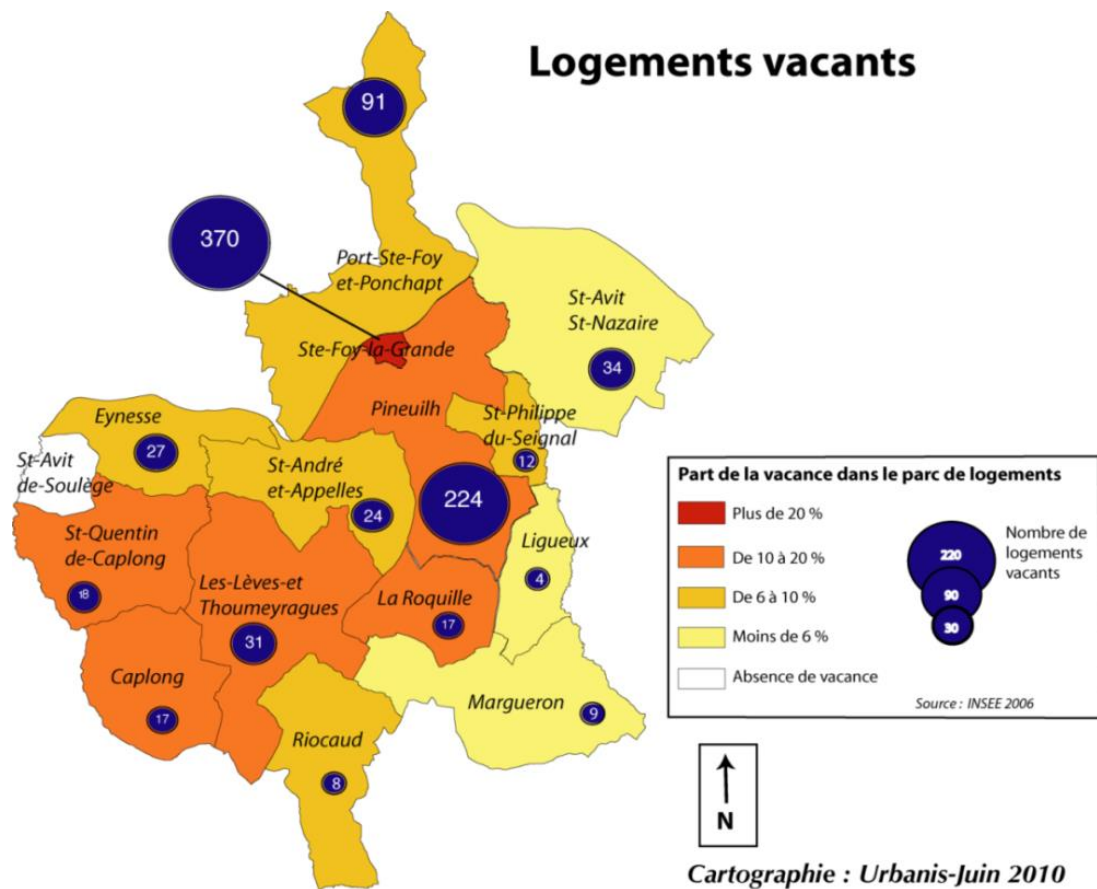 Logements vacants
91
370
Port-Ste-Foy
et-Ponchapt
St-Avit
St-Nazaire
34
Ste-Foy-la-Grande
Pineuilh
St-Philippe
du-Seignal
12
Eynesse
27
St-Avit
de-Soulège
St-André
et-Appelles
24
224
St-Quentin
de-Caplong
18
Les-Lèves-et
Thoumeyragues
31
La Roquille
17
Ligueux
4
Caplong
17
Margueron
9
Riocaud
8
Part de la vacance dans le parc de logements
Plus de 20 %
De 10 à 20 %
De 6 à 10 %
Moins de 6 %
Absence de vacance
220
90
30
Nombre de
logements
vacants
Source : INSEE 2006
N
Cartographie : Urbanis-Juin 2010